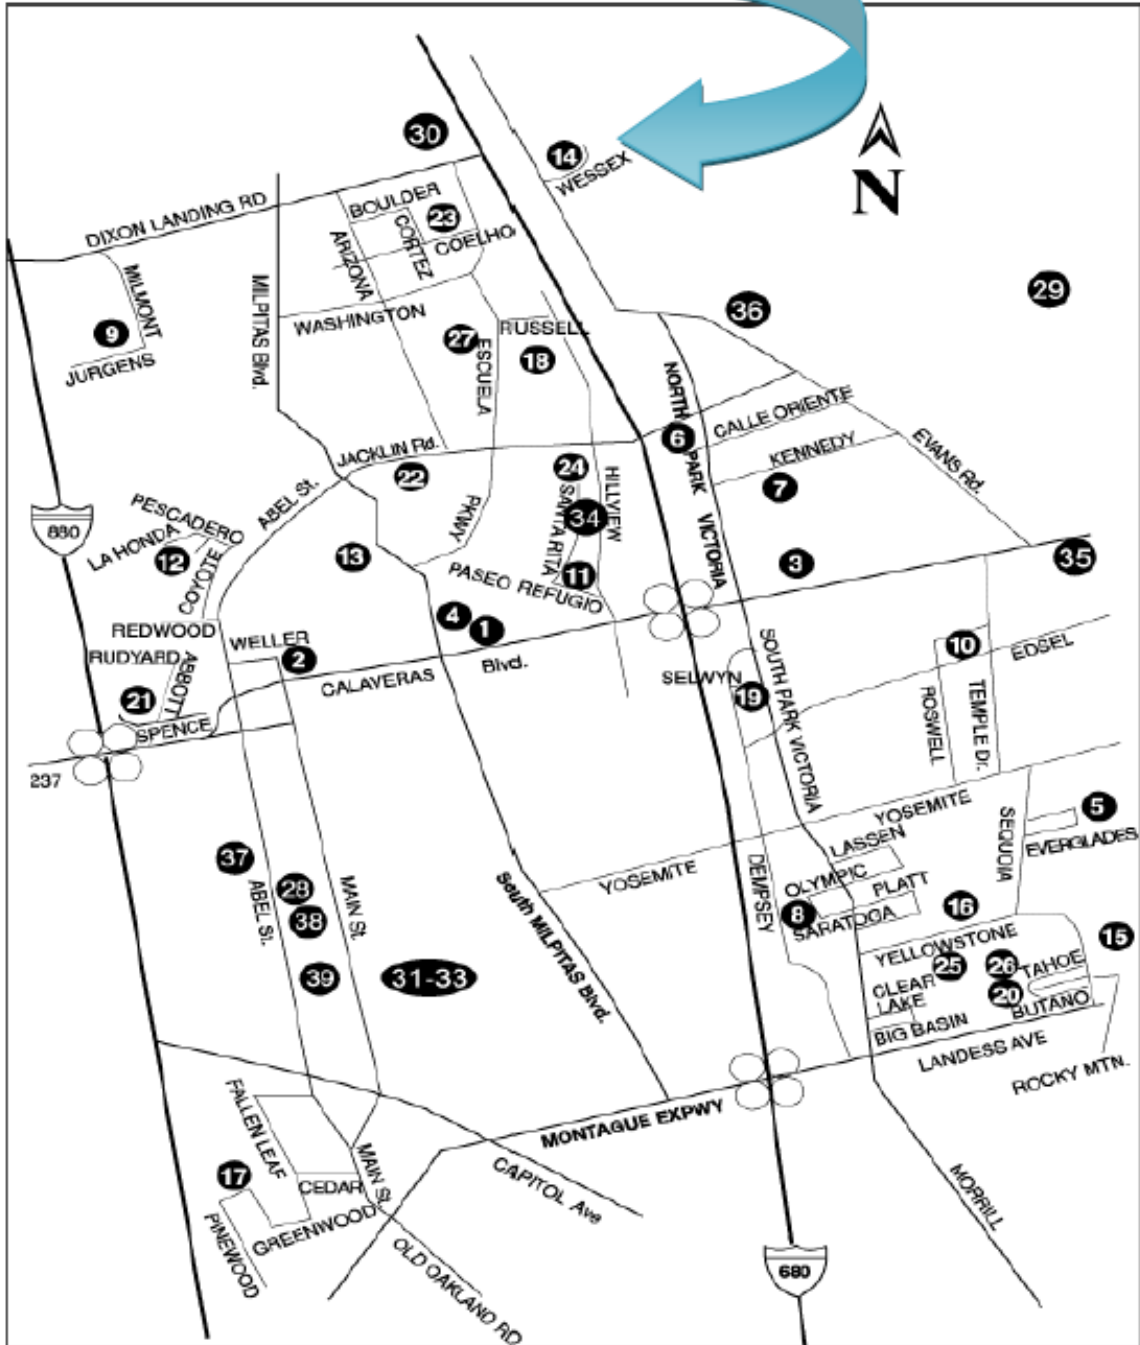 30
14
WESSEX
N
DIXON LANDING RD
BOULDER
23
CORTEZ
COELHO
ARIZONA
MILMONT
MILPITAS Blvd.
29
36
WASHINGTON
9
JURGENS
27
RUSSELL
18
ESCUELA
NORTH PARK VICTORIA
CALLE ORIENTE
6
KENNEDY
EVANS Rd.
JACKLIN Rd.
22
24
HILLVIEW
7
ABEL St.
880
PESCADERO
LA HONDA
12
COYOTE
13
PKWY
SANTA RITA
34
11
PASEO REFUGIO
3
35
REDWOOD
WELLER
4
1
RUDYARD
ABBOTT
2
CALAVERAS
Blvd.
SELWYN
19
SOUTH PARK VICTORIA
10
EDSEL
21
SPENCE
ROSWELL
TEMPLE Dr.
237
YOSEMITE
5
EVERGLADES
SEQUOIA
LASSEN
37
28
38
ABEL St.
MAIN St.
South MILPITAS Blvd.
YOSEMITE
DEMPSEY
OLYMPIC
PLATT
8
SARATOGA
16
15
YELLOWSTONE
39
31-33
25
26
TAHOE
CLEAR LAKE
20
BUTANO
BIG BASIN
LANDESS AVE
ROCKY MTN.
FALLEN LEAF
MONTAGUE EXPWY
17
CEDAR
MAIN St.
CAPITOL Ave
MORRILL
PINEWOOD
GREENWOOD
OLD OAKLAND RD
680